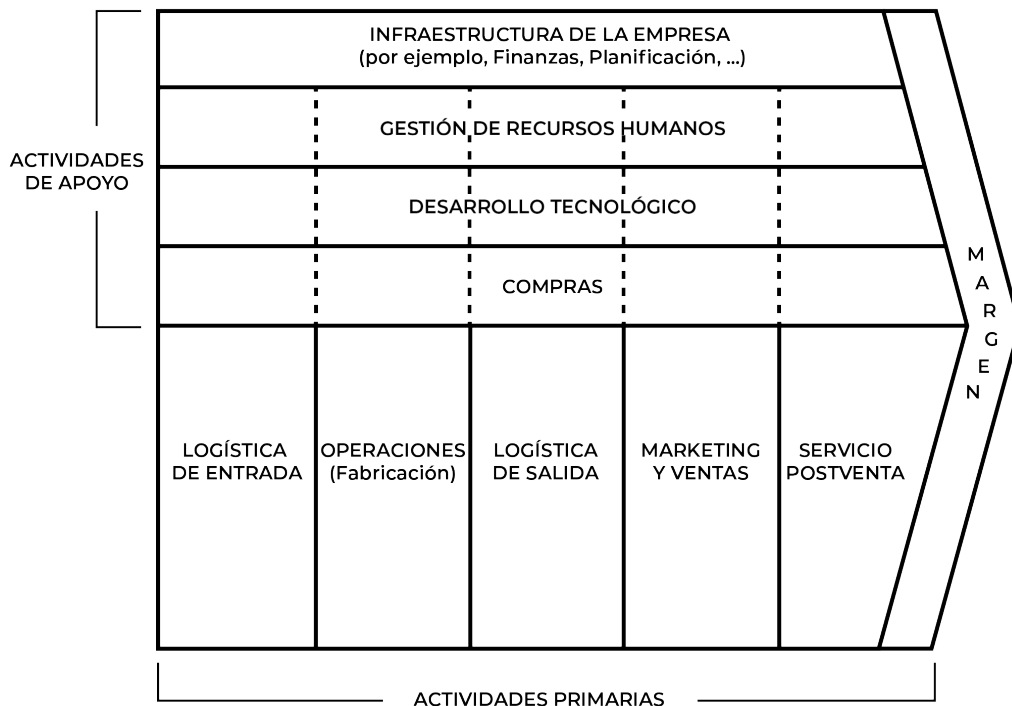 INFRAESTRUCTURA DE LA EMPRESA
(por ejemplo, Finanzas, Planificación, ...)
GESTIÓN DE RECURSOS HUMANOS
ACTIVIDADES
DE APOYO
DESARROLLO TECNOLÓGICO
COMPRAS
MARGEN
LOGÍSTICA
DE ENTRADA
OPERACIONES
(Fabricación)
LOGÍSTICA
DE SALIDA
MARKETING
Y VENTAS
SERVICIO
POSTVENTA
ACTIVIDADES PRIMARIAS